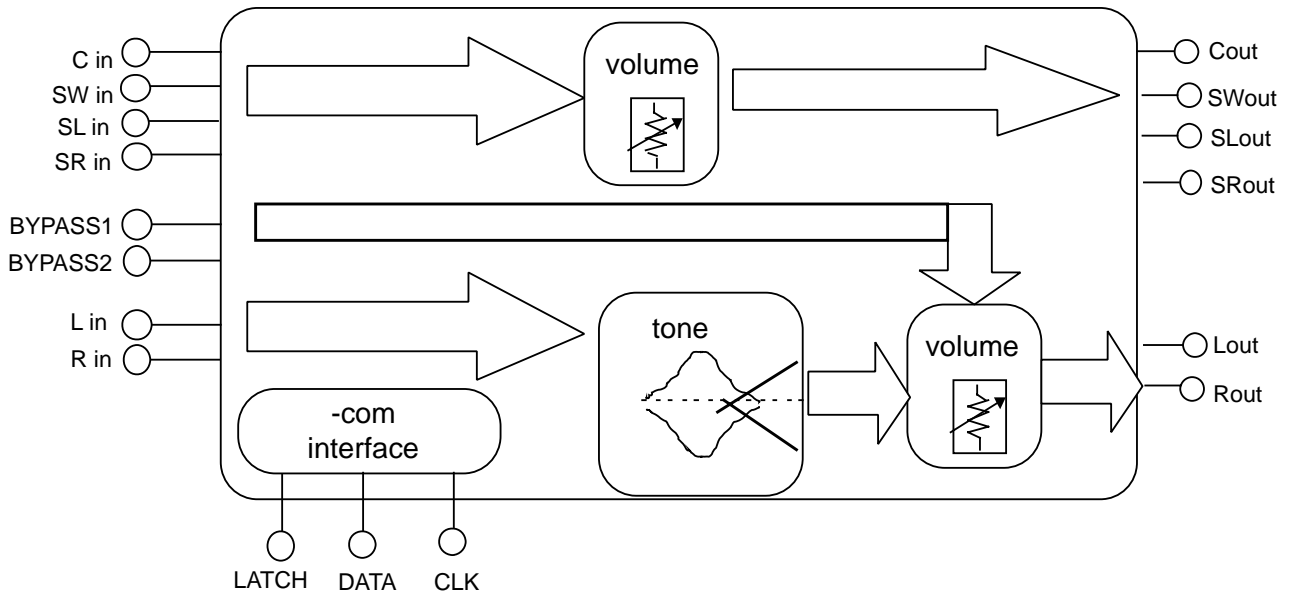 C in
SW in
SL in
SR in
BYPASS1
BYPASS2
L in
R in
volume
Cout
SWout
SLout
SRout
tone
volume
Lout
Rout
-com
interface
LATCH
DATA
CLK